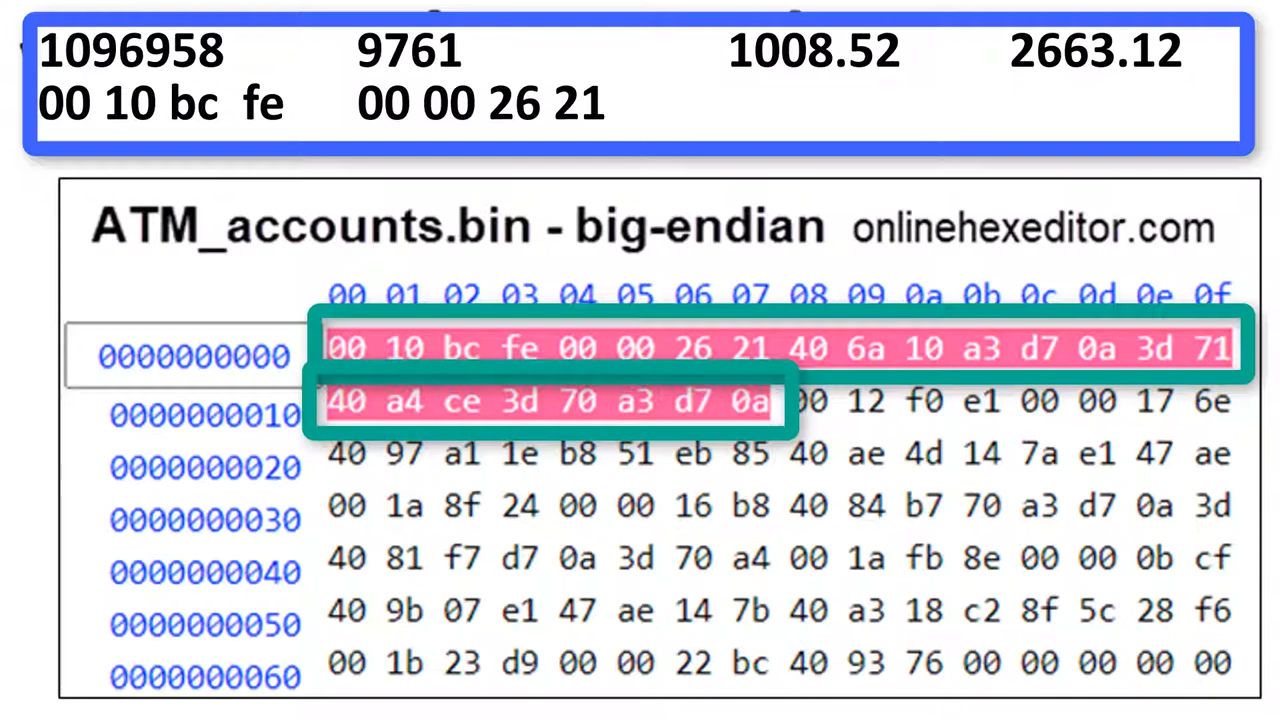 1096958 9761 1008.52 2663.12
00 10 bc fe 00 00 26 21
ATM_accounts.bin - big-endian onlinehexeditor.com
00 01 02 03 04 05 06 07 08 09 0a 0b 0c 0d 0e 0f
0000000000 00 10 bc fe 00 00 26 21 40 6a 10 a3 d7 0a 3d 71
0000000010 40 a4 ce 3d 70 a3 d7 0a 00 12 f0 e1 00 00 17 6e
0000000020 40 97 a1 1e b8 51 eb 85 40 ae 4d 14 7a e1 47 ae
0000000030 00 1a 8f 24 00 00 16 b8 40 84 b7 70 a3 d7 0a 3d
0000000040 40 81 f7 d7 0a 3d 70 a4 00 1a fb 8e 00 00 0b cf
0000000050 40 9b 07 e1 47 ae 14 7b 40 a3 18 c2 8f 5c 28 f6
0000000060 00 1b 23 d9 00 00 22 bc 40 93 76 00 00 00 00 00